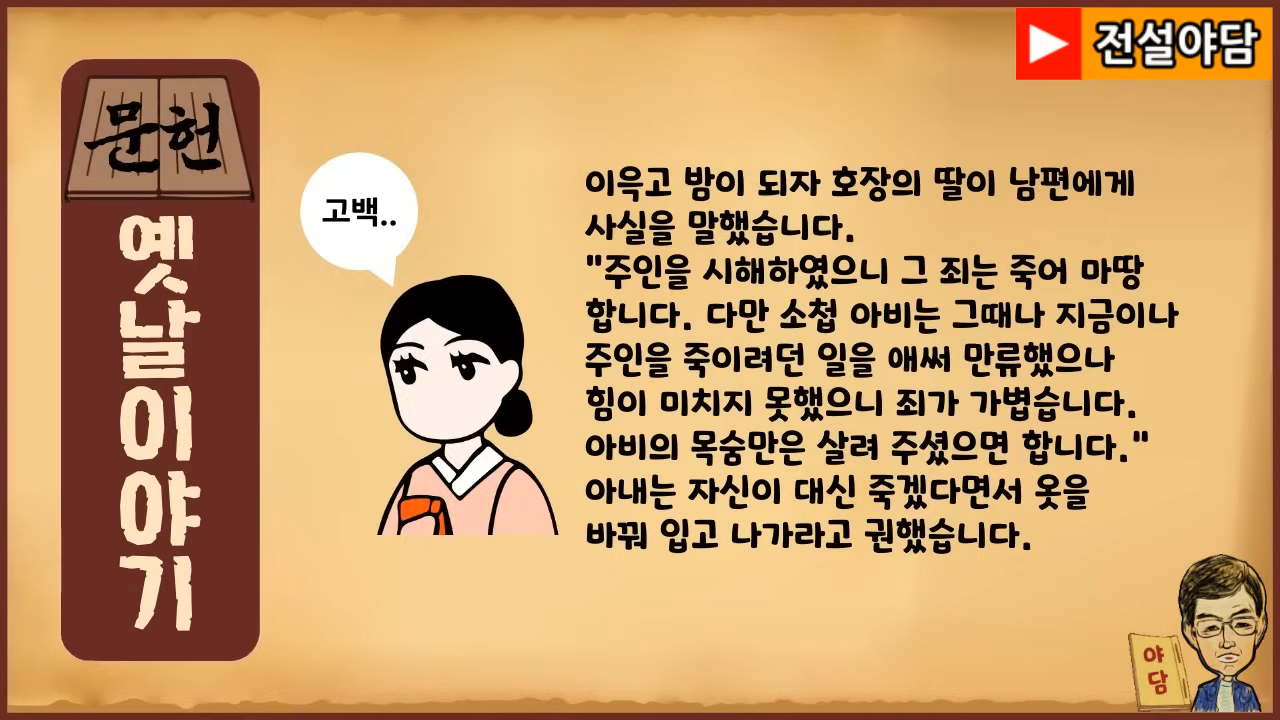 전설야담
문헌
옛날이야기
고백..
이윽고 밤이 되자 호장의 딸이 남편에게
사실을 말했습니다.
"주인을 시해하였으니 그 죄는 죽어 마땅
합니다. 다만 소첩 아비는 그때나 지금이나
주인을 죽이려던 일을 애써 만류했으나
힘이 미치지 못했으니 죄가 가볍습니다.
아비의 목숨만은 살려 주셨으면 합니다."
아내는 자신이 대신 죽겠다면서 옷을
바꿔 입고 나가라고 권했습니다.
야담